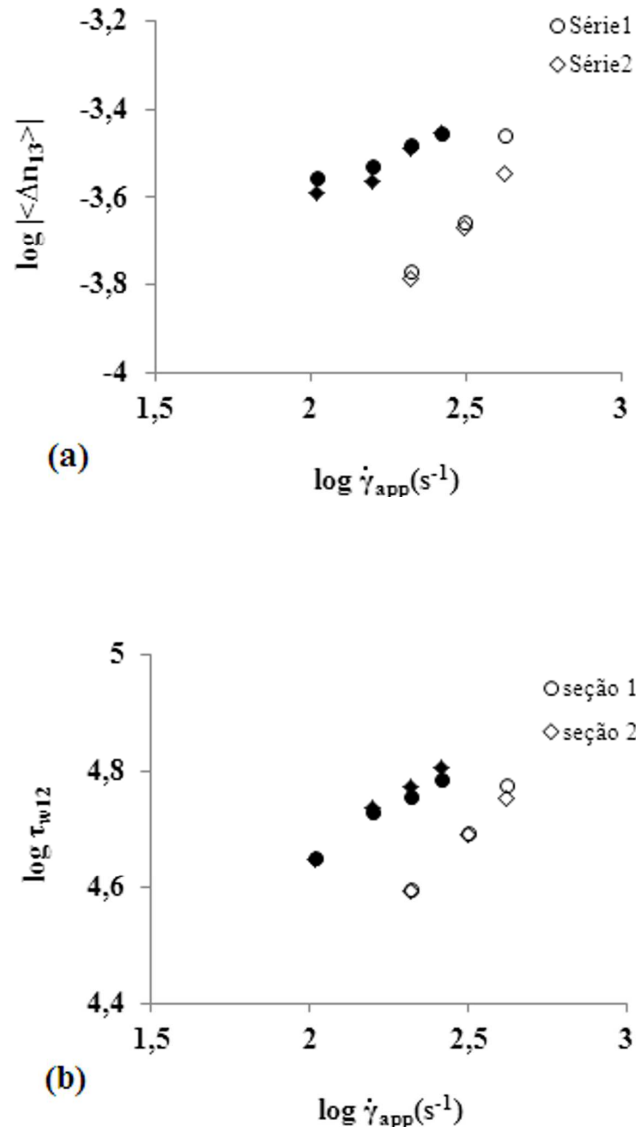 -3,2
Série1
Série2
-3,4
log |<Δn₁₃>|
-3,6
-3,8
-4
1,5 2 2,5 3
(a)
log γ̇app(s⁻¹)
5
seção 1
seção 2
4,8
log τw12
4,6
4,4
1,5 2 2,5 3
(b)
log γ̇app(s⁻¹)